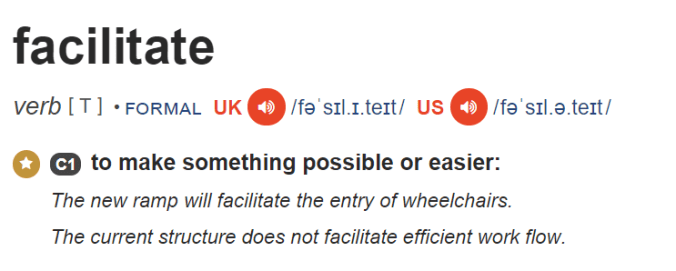 facilitate
verb [ T ] • FORMAL UK /fəˈsɪl.ɪ.teɪt/ US /fəˈsɪl.ə.teɪt/
C1 to make something possible or easier:
The new ramp will facilitate the entry of wheelchairs.
The current structure does not facilitate efficient work flow.